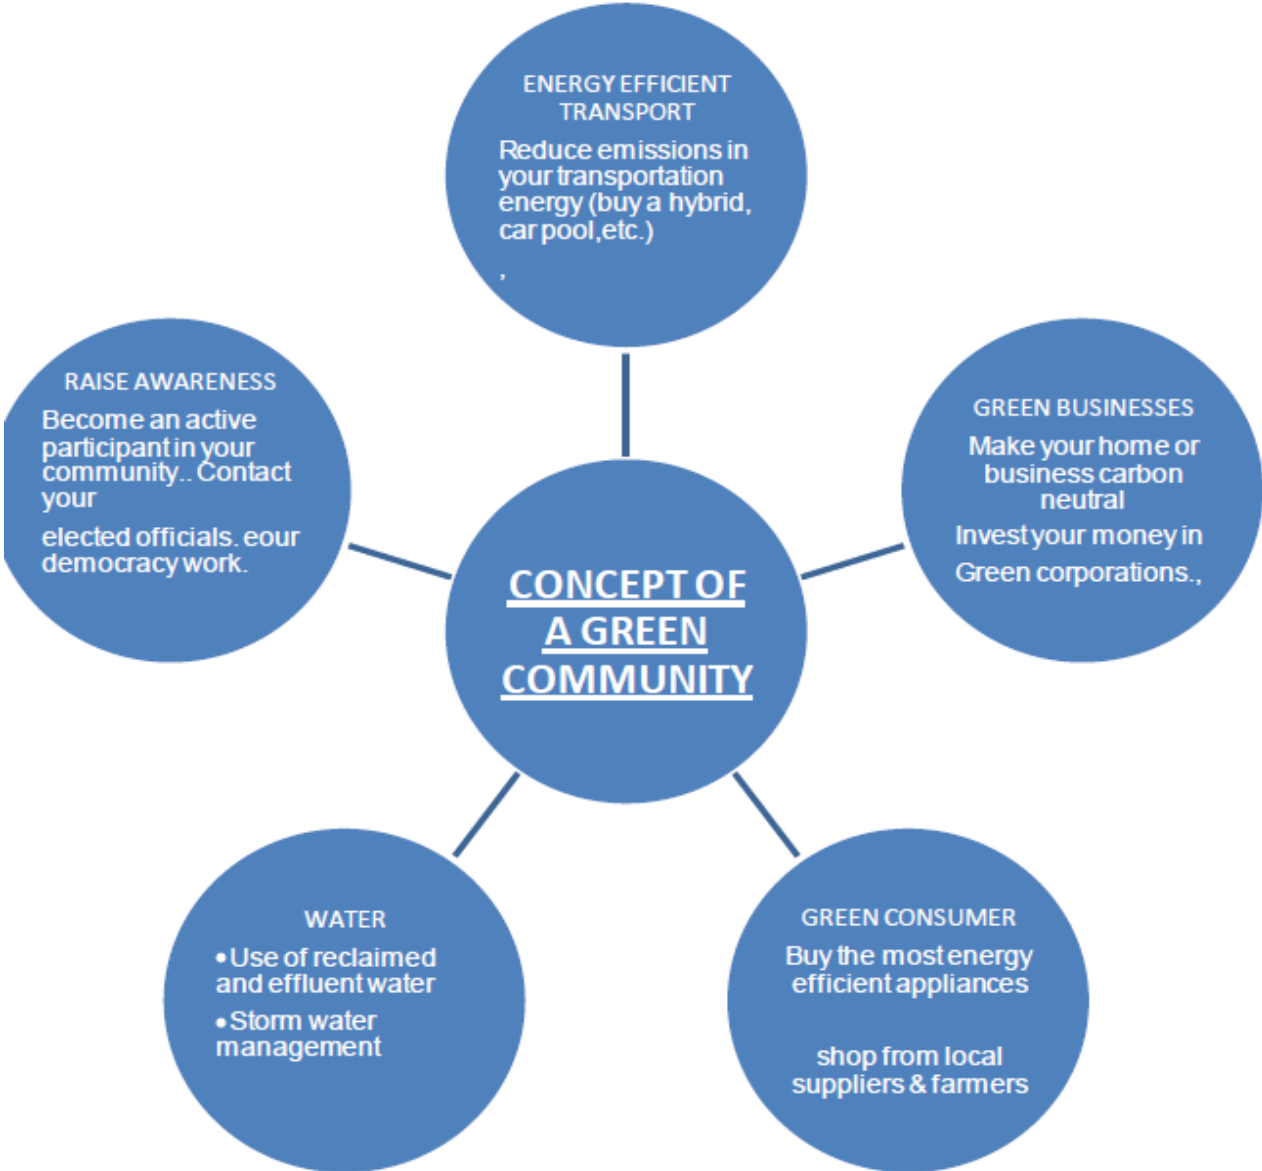 ENERGY EFFICIENT
TRANSPORT
Reduce emissions in
your transportation
energy (buy a hybrid,
car pool,etc.)
,
RAISE AWARENESS
Become an active
participant in your
community.. Contact
your
elected officials. eour
democracy work.
GREEN BUSINESSES
Make your home or
business carbon
neutral
Invest your money in
Green corporations.,
CONCEPT OF
A GREEN
COMMUNITY
WATER
•Use of reclaimed
and effluent water
•Storm water
management
GREEN CONSUMER
Buy the most energy
efficient appliances
shop from local
suppliers & farmers